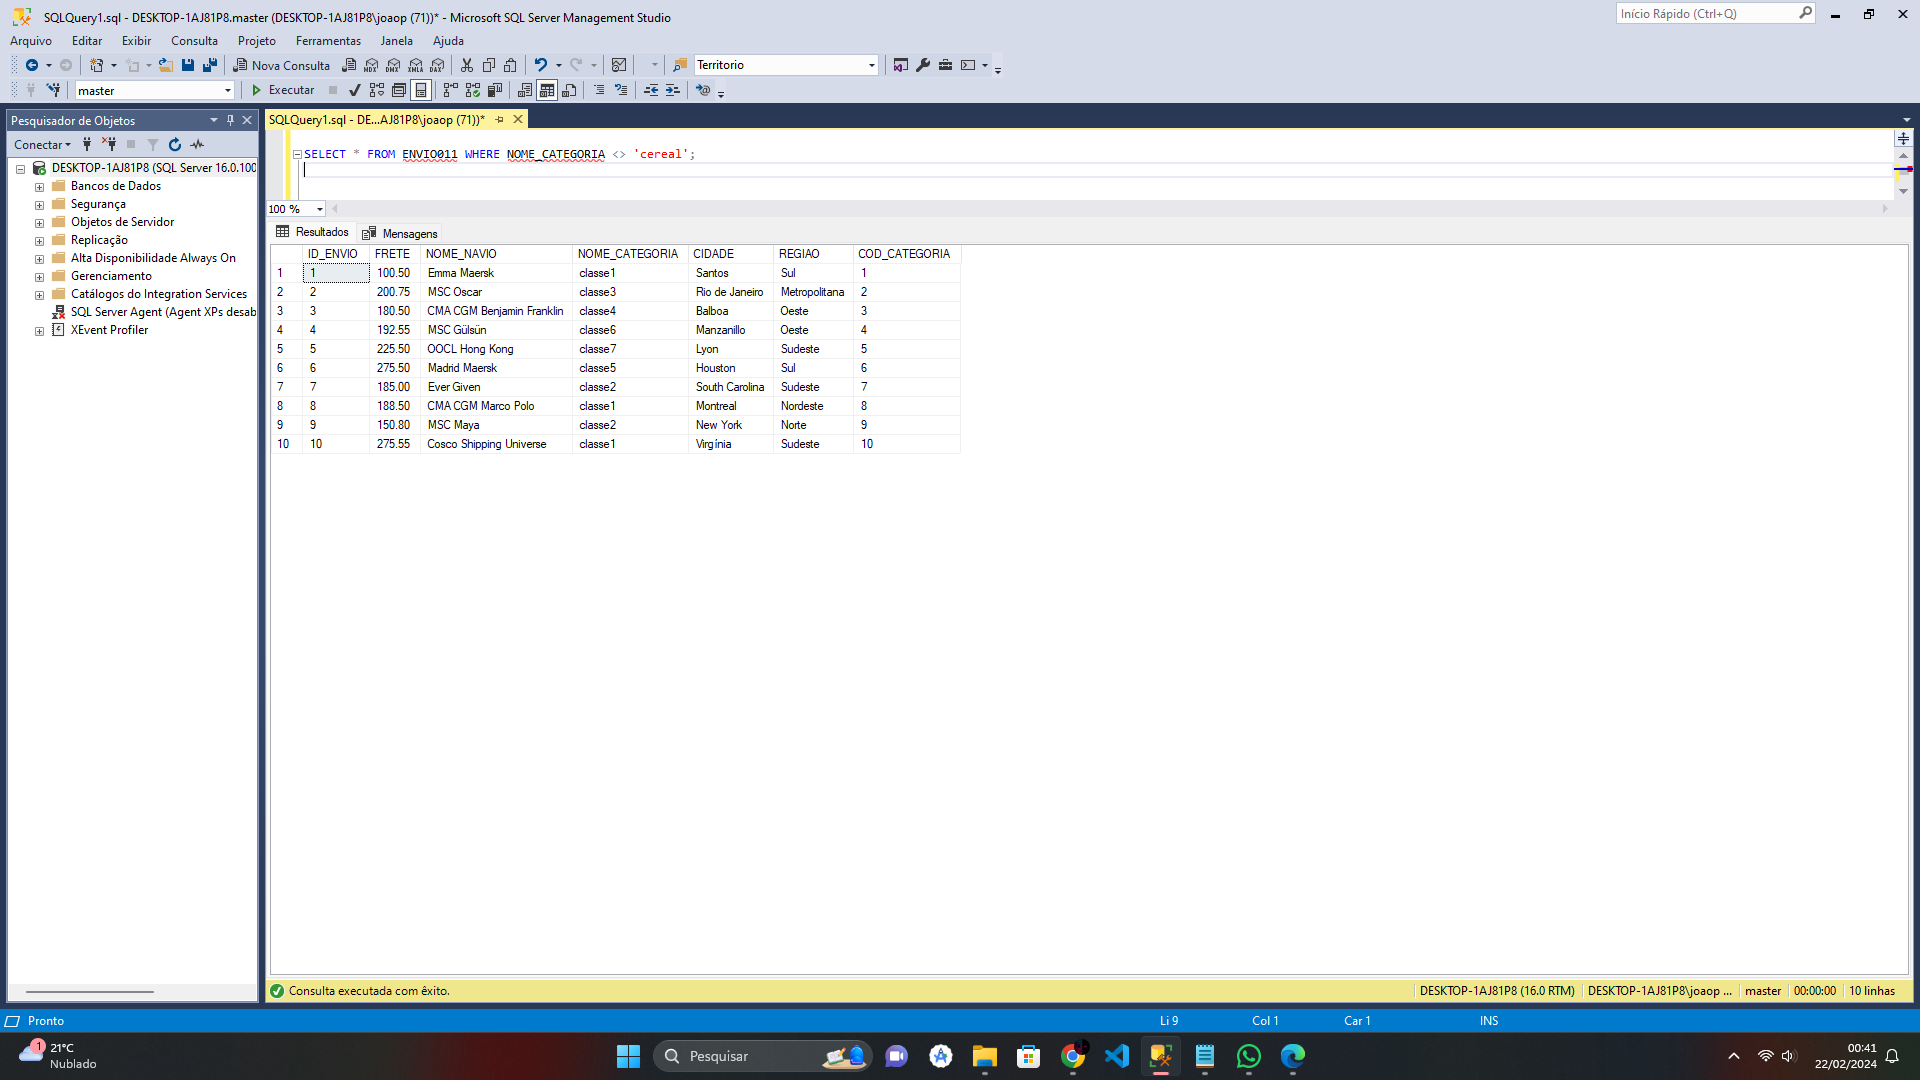 SQLQuery1.sql - DESKTOP-1AJ81P8.master (DESKTOP-1AJ81P8\joaop (71))* - Microsoft SQL Server Management Studio
Início Rápido (Ctrl+Q)
Arquivo Editar Exibir Consulta Projeto Ferramentas Janela Ajuda
Nova Consulta MDX DMX XMLA DAX Territorio
master Executar
Pesquisador de Objetos
SQLQuery1.sql - DE...AJ81P8\joaop (71))*
Conectar
DESKTOP-1AJ81P8 (SQL Server 16.0.100
Bancos de Dados
Segurança
Objetos de Servidor
Replicação
Alta Disponibilidade Always On
Gerenciamento
Catálogos do Integration Services
SQL Server Agent (Agent XPs desab
XEvent Profiler
SELECT * FROM ENVIO011 WHERE NOME_CATEGORIA <> 'cereal';
100 %
Resultados Mensagens
ID_ENVIO FRETE NOME_NAVIO NOME_CATEGORIA CIDADE REGIAO COD_CATEGORIA
1 1 100.50 Emma Maersk classe1 Santos Sul 1
2 2 200.75 MSC Oscar classe3 Rio de Janeiro Metropolitana 2
3 3 180.50 CMA CGM Benjamin Franklin classe4 Balboa Oeste 3
4 4 192.55 MSC Gülsün classe6 Manzanillo Oeste 4
5 5 225.50 OOCL Hong Kong classe7 Lyon Sudeste 5
6 6 275.50 Madrid Maersk classe5 Houston Sul 6
7 7 185.00 Ever Given classe2 South Carolina Sudeste 7
8 8 188.50 CMA CGM Marco Polo classe1 Montreal Nordeste 8
9 9 150.80 MSC Maya classe2 New York Norte 9
10 10 275.55 Cosco Shipping Universe classe1 Virgínia Sudeste 10
Consulta executada com êxito. DESKTOP-1AJ81P8 (16.0 RTM) DESKTOP-1AJ81P8\joaop ... master 00:00:00 10 linhas
Pronto Li 9 Col 1 Car 1 INS
1 21°C
Nublado
Pesquisar
00:41
22/02/2024